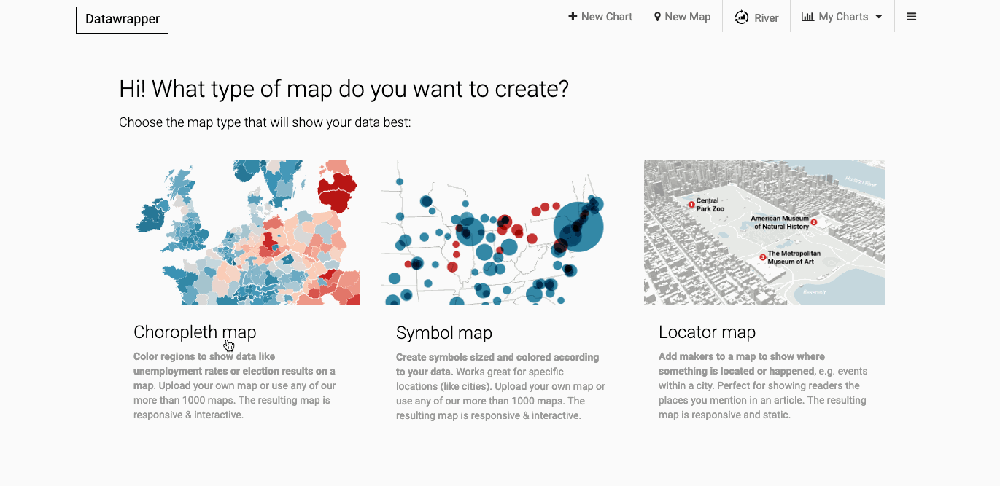 Datawrapper
New Chart
New Map
River
My Charts
Hi! What type of map do you want to create?
Choose the map type that will show your data best:
Hudson River
Central
Park Zoo
1
American Museum
of Natural History
2
3
The Metropolitan
Museum of Art
Reservoir
Choropleth map
Color regions to show data like
unemployment rates or election results on a
map. Upload your own map or use any of our
more than 1000 maps. The resulting map is
responsive & interactive.
Symbol map
Create symbols sized and colored according
to your data. Works great for specific
locations (like cities). Upload your own map or
use any of our more than 1000 maps. The
resulting map is responsive & interactive.
Locator map
Add makers to a map to show where
something is located or happened, e.g. events
within a city. Perfect for showing readers the
places you mention in an article. The resulting
map is responsive and static.